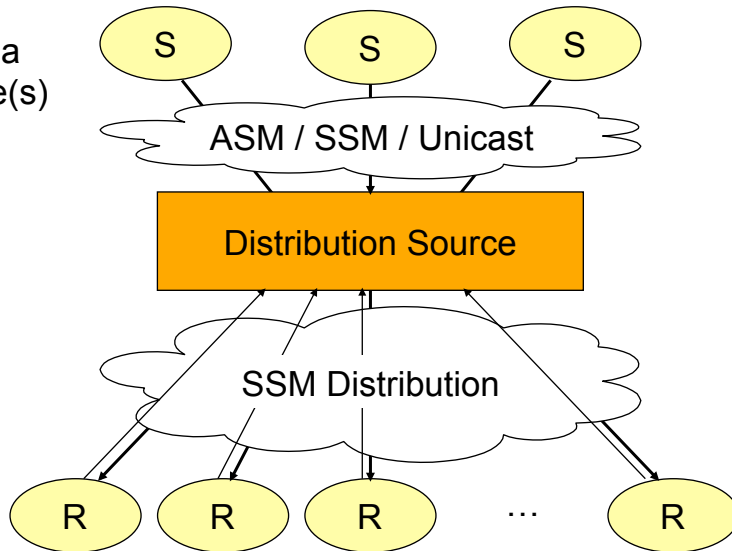 S S S
a
e(s)
ASM / SSM / Unicast
Distribution Source
SSM Distribution
R R R … R